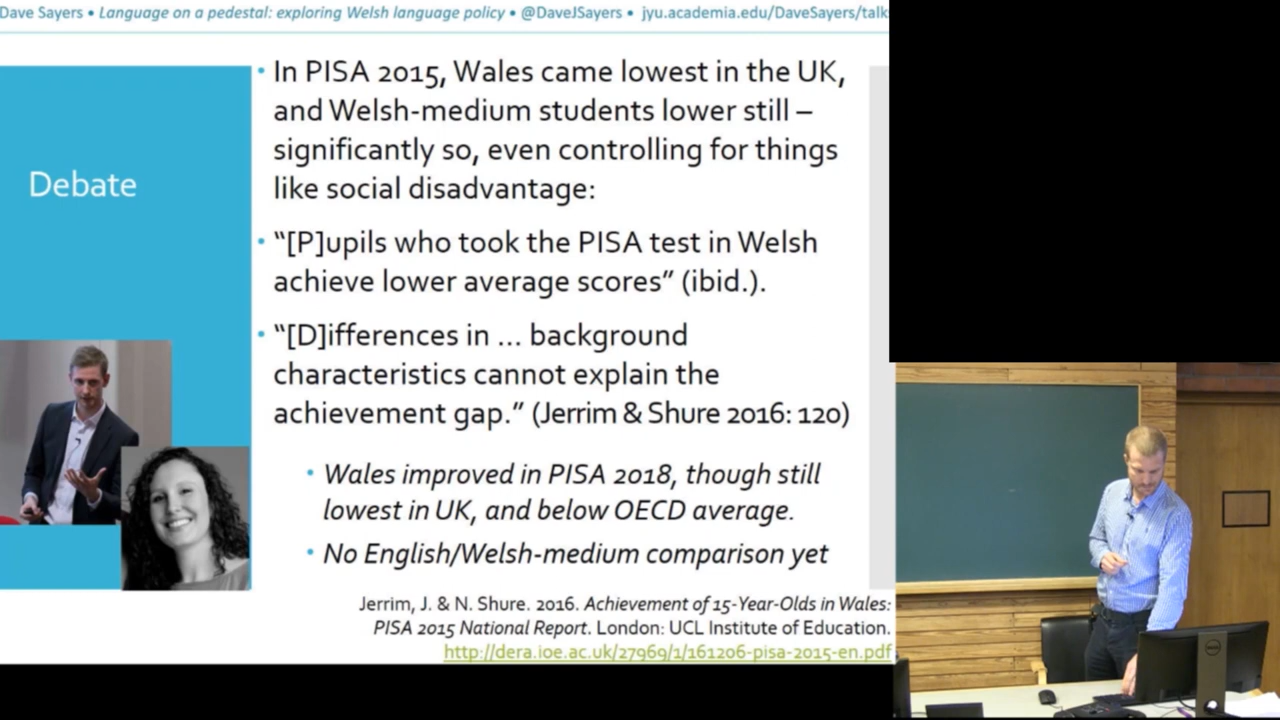 Dave Sayers • Language on a pedestal: exploring Welsh language policy • @DaveJSayers • jyu.academia.edu/DaveSayers/talks
Debate
• In PISA 2015, Wales came lowest in the UK,
and Welsh-medium students lower still –
significantly so, even controlling for things
like social disadvantage:
• “[P]upils who took the PISA test in Welsh
achieve lower average scores” (ibid.).
• “[D]ifferences in … background
characteristics cannot explain the
achievement gap.” (Jerrim & Shure 2016: 120)
• Wales improved in PISA 2018, though still
lowest in UK, and below OECD average.
• No English/Welsh-medium comparison yet
Jerrim, J. & N. Shure. 2016. Achievement of 15-Year-Olds in Wales:
PISA 2015 National Report. London: UCL Institute of Education.
http://dera.ioe.ac.uk/27969/1/161206-pisa-2015-en.pdf
DELL